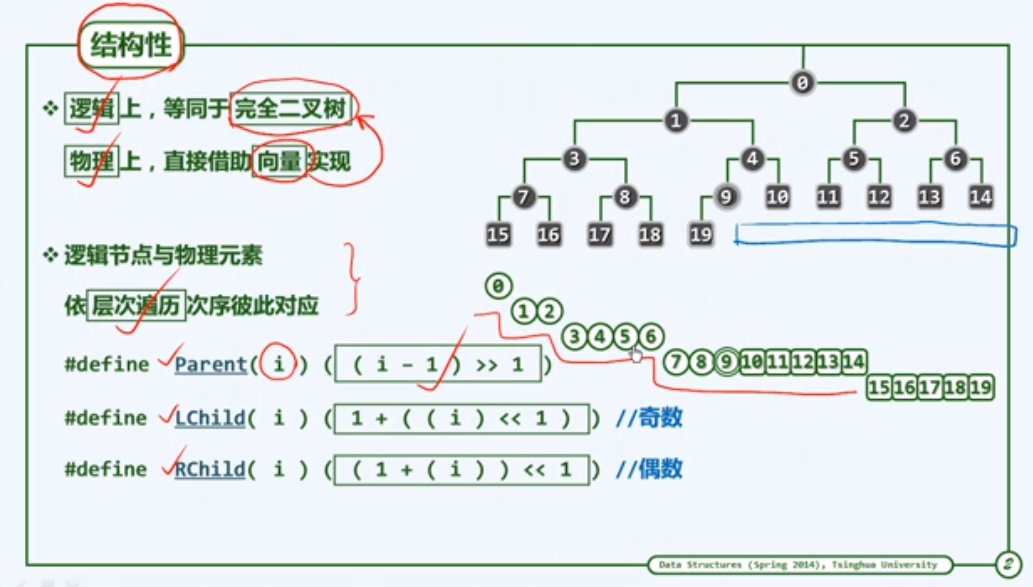 结构性
❖ 逻辑上，等同于完全二叉树
物理上，直接借助向量实现
❖ 逻辑节点与物理元素
依层次遍历次序彼此对应
#define Parent( i ) ( ( i - 1 ) >> 1 )
#define LChild( i ) ( 1 + ( ( i ) << 1 ) ) //奇数
#define RChild( i ) ( ( 1 + ( i ) ) << 1 ) //偶数
0
1 2
3 4 5 6
7 8 9 10 11 12 13 14
15 16 17 18 19
0
1 2
3 4 5 6
7 8 9 10 11 12 13 14
15 16 17 18 19
Data Structures (Spring 2014), Tsinghua University
2